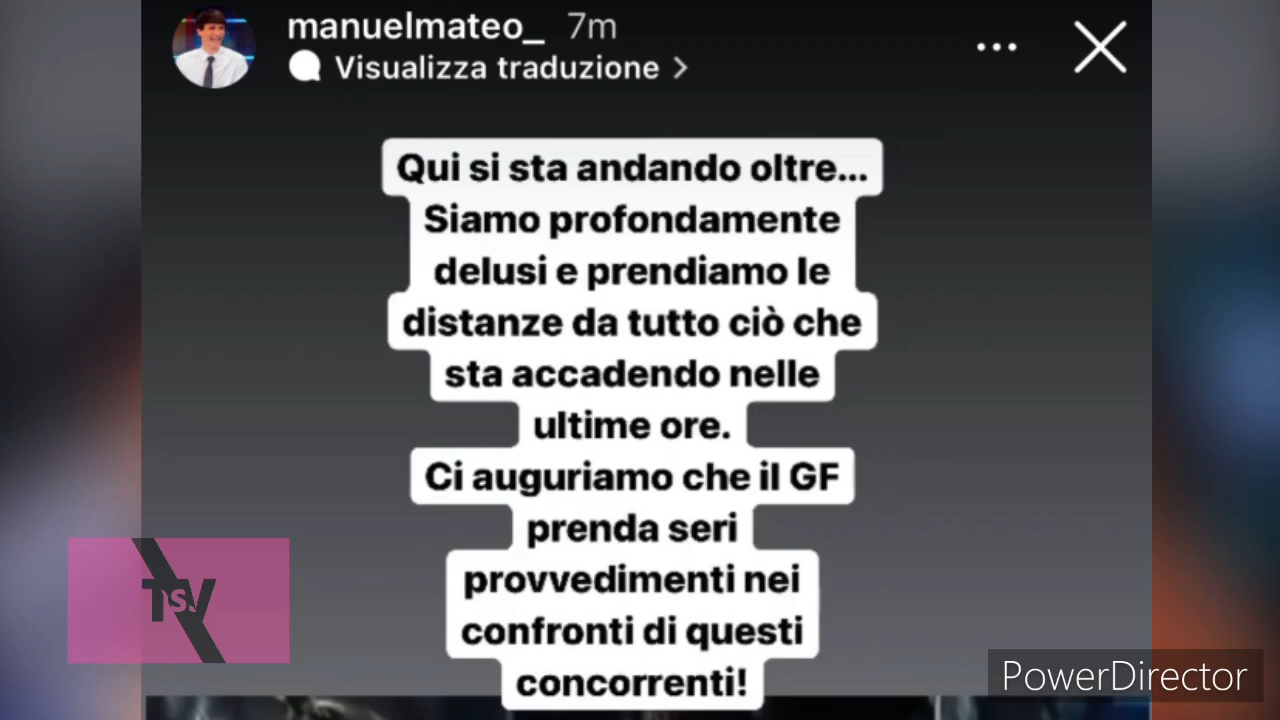 manuelmateo_ 7m
Visualizza traduzione >
Qui si sta andando oltre...
Siamo profondamente
delusi e prendiamo le
distanze da tutto ciò che
sta accadendo nelle
ultime ore.
Ci auguriamo che il GF
prenda seri
provvedimenti nei
confronti di questi
concorrenti!
TSV
PowerDirector